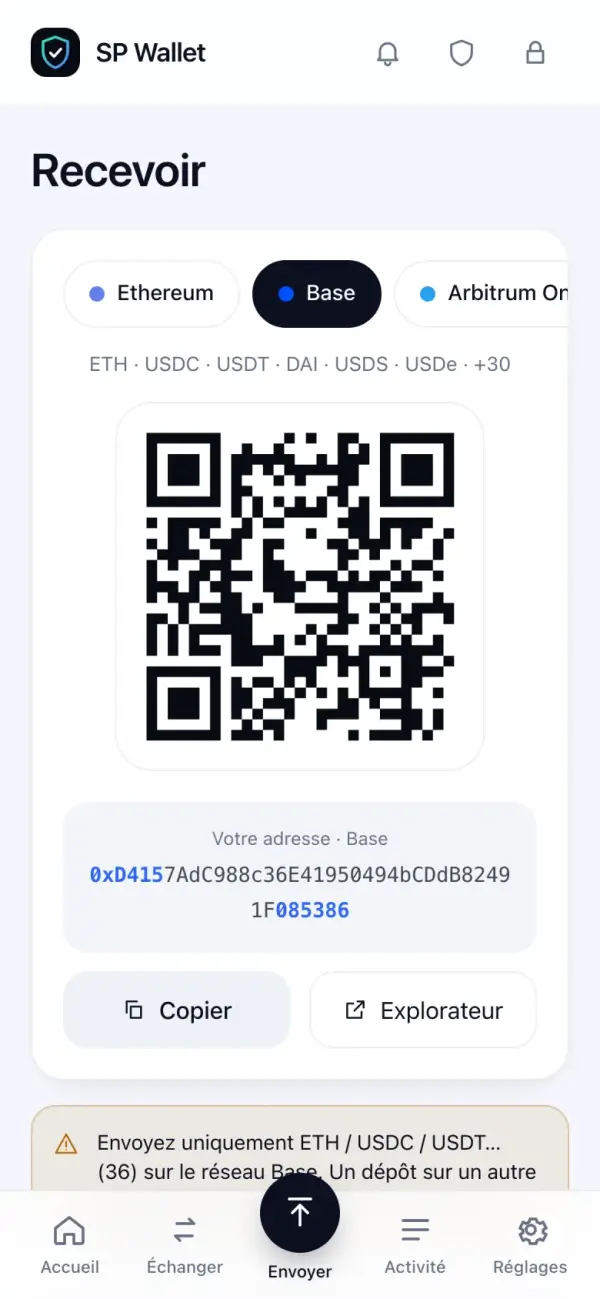 SP Wallet
Recevoir
Ethereum
Base
Arbitrum On
ETH · USDC · USDT · DAI · USDS · USDe · +30
Votre adresse · Base
0xD4157AdC988c36E41950494bCDdB8249
1F085386
Copier
Explorateur
Envoyez uniquement ETH / USDC / USDT...
(36) sur le réseau Base. Un dépôt sur un autre
Accueil
Échanger
Envoyer
Activité
Réglages